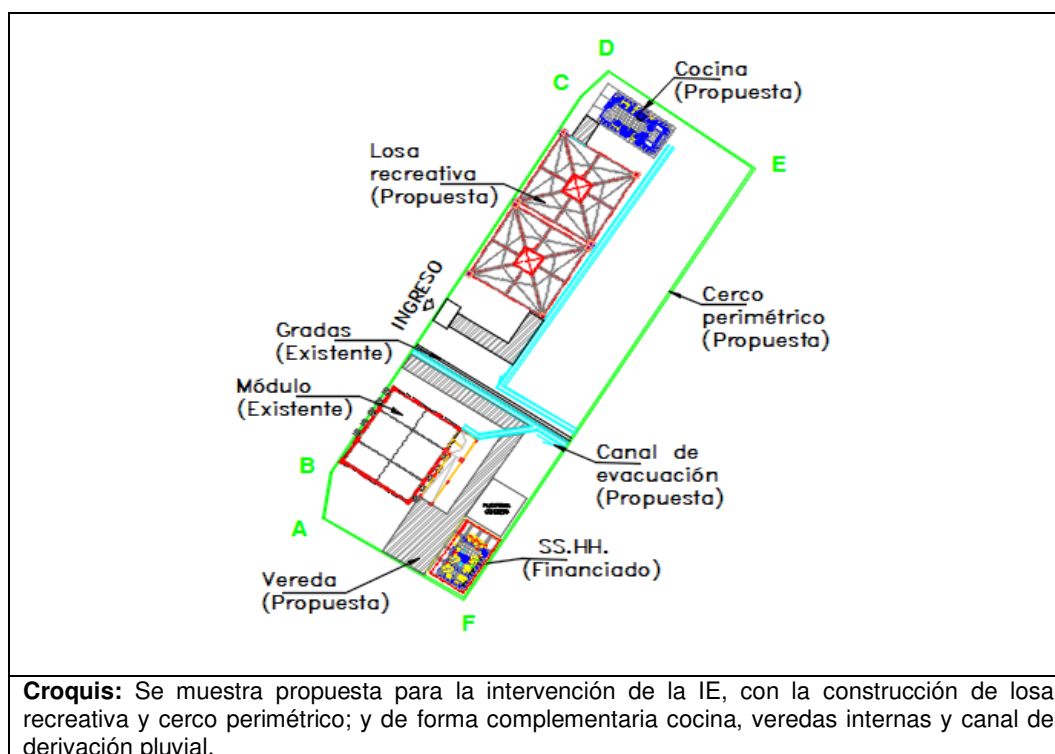 D
C
Cocina
(Propuesta)
E
Losa
recreativa
(Propuesta)
INGRESO
Cerco
perimétrico
(Propuesta)
Gradas
(Existente)
Módulo
(Existente)
B
Canal de
evacuación
(Propuesta)
A
SS.HH.
(Financiado)
Vereda
(Propuesta)
F
Croquis: Se muestra propuesta para la intervención de la IE, con la construcción de losa
recreativa y cerco perimétrico; y de forma complementaria cocina, veredas internas y canal de
derivación pluvial.